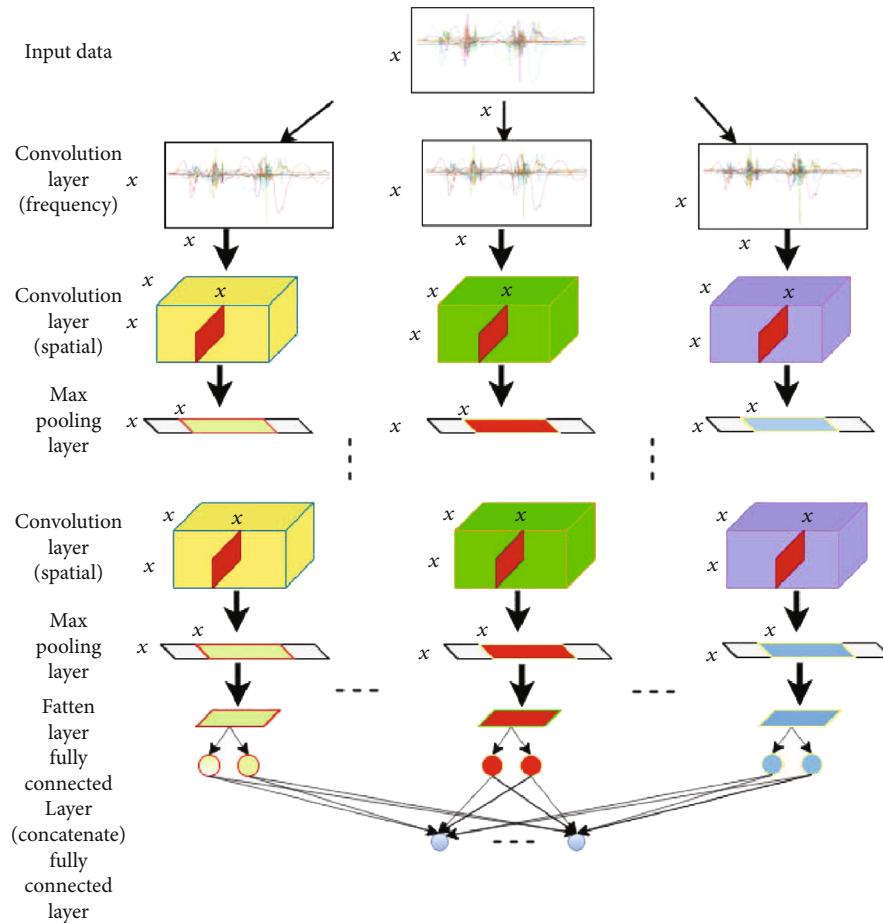 Input data
x
x
Convolution
layer
(frequency)
x
x
x
x
x
x
Convolution
layer
(spatial)
x
x
x
x
x
x
x
x
x
Max
pooling
layer
x
x
x
x
x
x
Convolution
layer
(spatial)
x
x
x
x
x
x
x
x
x
Max
pooling
layer
x
x
x
x
x
x
Fatten
layer
fully
connected
Layer
(concatenate)
fully
connected
layer